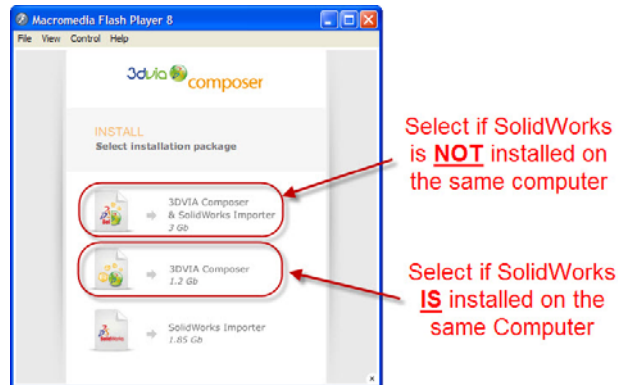 Macromedia Flash Player 8
File View Control Help
3dvia composer
INSTALL
Select installation package
3DVIA Composer
& SolidWorks Importer
3 Gb
3DVIA Composer
1.2 Gb
SolidWorks Importer
1.85 Gb
Select if SolidWorks
is NOT installed on
the same computer
Select if SolidWorks
IS installed on the
same Computer